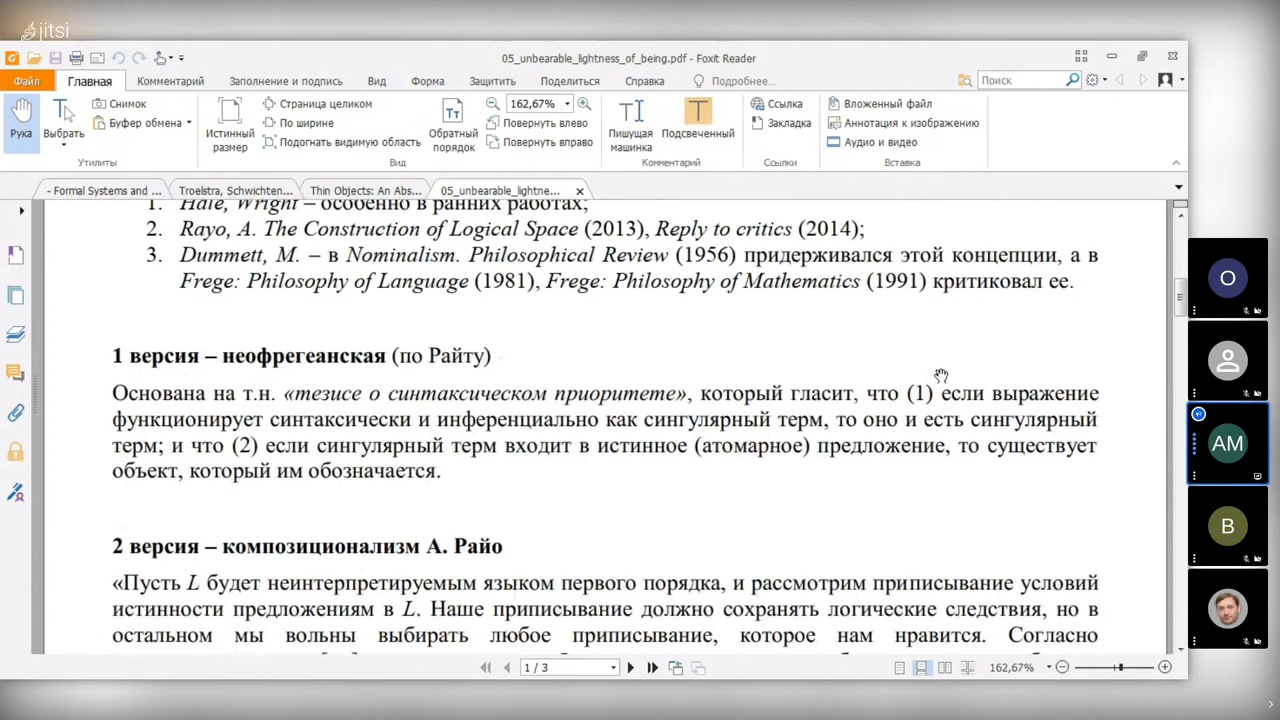 jitsi
05_unbearable_lightness_of_being.pdf - Foxit Reader
Файл Главная Комментарий Заполнение и подпись Вид Форма Защитить Поделиться Справка Подробнее.. Поиск
Рука
Выбрать
Снимок
Буфер обмена
Утилиты
Истинный размер
Страница целиком
По ширине
Подогнать видимую область
Обратный порядок
162,67%
Повернуть влево
Повернуть вправо
Вид
Пишущая машинка
Подсвеченный
Комментарий
Ссылка
Закладка
Ссылки
Вложенный файл
Аннотация к изображению
Аудио и видео
Вставка
- Formal Systems and ... Troelstra, Schwichten... Thin Objects: An Abs... 05_unbearable_lightne...
1. Hale, Wright – особенно в ранних работах;
2. Rayo, A. The Construction of Logical Space (2013), Reply to critics (2014);
3. Dummett, M. – в Nominalism. Philosophical Review (1956) придерживался этой концепции, а в
Frege: Philosophy of Language (1981), Frege: Philosophy of Mathematics (1991) критиковал ее.
1 версия – неофрегеанская (по Райту)
Основана на т.н. «тезисе о синтаксическом приоритете», который гласит, что (1) если выражение
функционирует синтаксически и инференциально как сингулярный терм, то оно и есть сингулярный
терм; и что (2) если сингулярный терм входит в истинное (атомарное) предложение, то существует
объект, который им обозначается.
2 версия – композиционализм А. Райо
«Пусть L будет неинтерпретируемым языком первого порядка, и рассмотрим приписывание условий
истинности предложениям в L. Наше приписывание должно сохранять логические следствия, но в
остальном мы вольны выбирать любое приписывание, которое нам нравится. Согласно
1 / 3
162,67%
O
AM
B